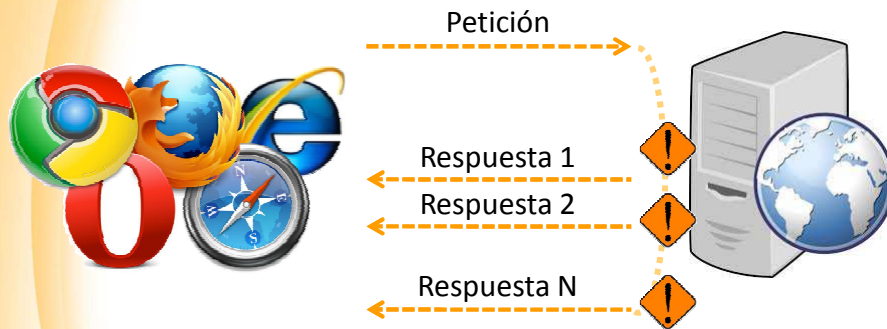 Petición
Respuesta 1
Respuesta 2
Respuesta N
N
E
S
W